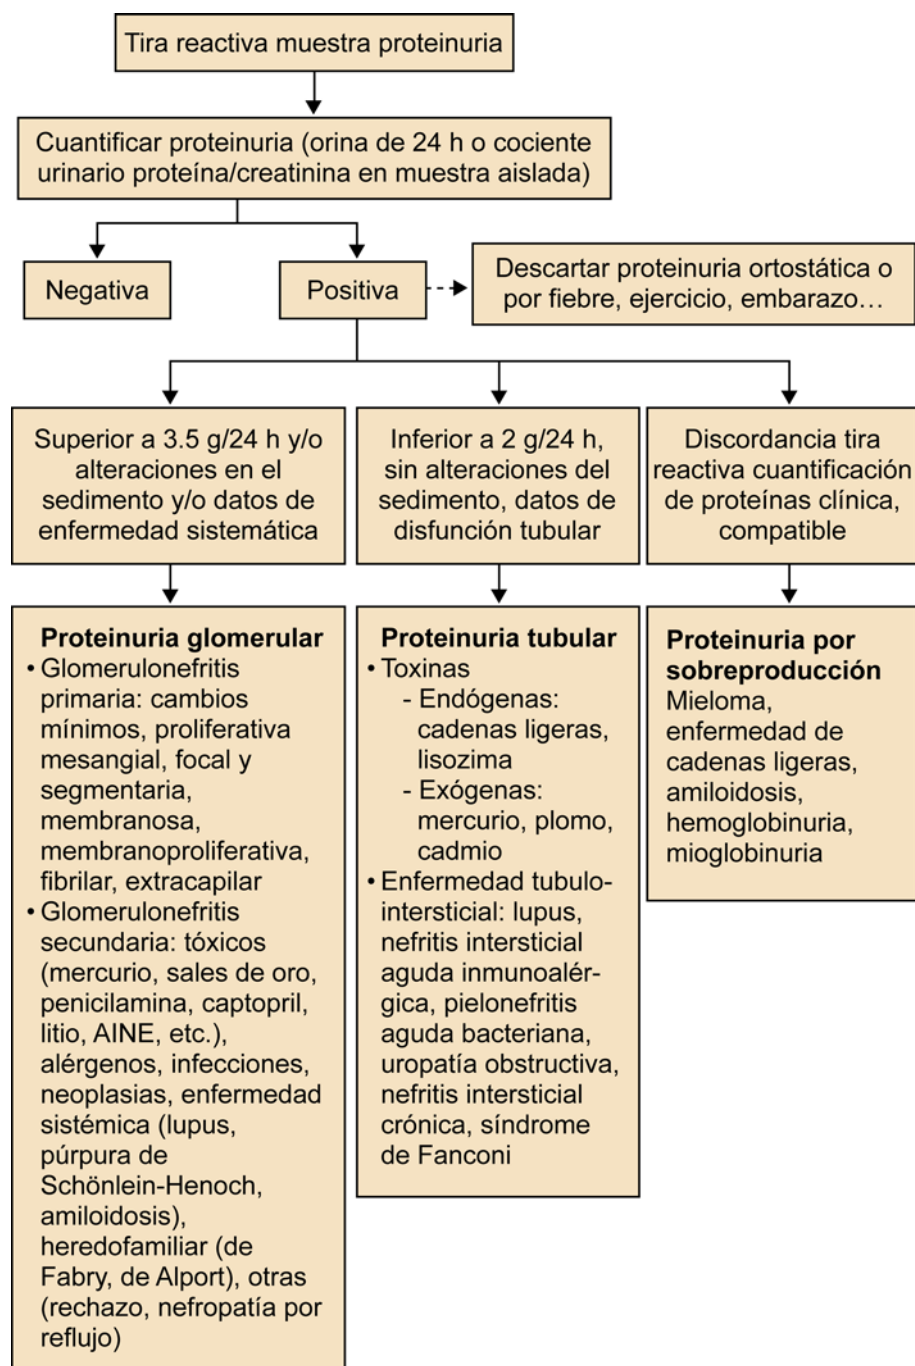 Tira reactiva muestra proteinuria
Cuantificar proteinuria (orina de 24 h o cociente
urinario proteína/creatinina en muestra aislada)
Negativa
Positiva
Descartar proteinuria ortostática o
por fiebre, ejercicio, embarazo…
Superior a 3.5 g/24 h y/o
alteraciones en el
sedimento y/o datos de
enfermedad sistemática
Inferior a 2 g/24 h,
sin alteraciones del
sedimento, datos de
disfunción tubular
Discordancia tira
reactiva cuantificación
de proteínas clínica,
compatible
Proteinuria glomerular
• Glomerulonefritis
primaria: cambios
mínimos, proliferativa
mesangial, focal y
segmentaria,
membranosa,
membranoproliferativa,
fibrilar, extracapilar
• Glomerulonefritis
secundaria: tóxicos
(mercurio, sales de oro,
penicilamina, captopril,
litio, AINE, etc.),
alérgenos, infecciones,
neoplasias, enfermedad
sistémica (lupus,
púrpura de
Schönlein-Henoch,
amiloidosis),
heredofamiliar (de
Fabry, de Alport), otras
(rechazo, nefropatía por
reflujo)
Proteinuria tubular
• Toxinas
- Endógenas:
cadenas ligeras,
lisozima
- Exógenas:
mercurio, plomo,
cadmio
• Enfermedad tubulo-
intersticial: lupus,
nefritis intersticial
aguda inmunoalér-
gica, pielonefritis
aguda bacteriana,
uropatía obstructiva,
nefritis intersticial
crónica, síndrome
de Fanconi
Proteinuria por
sobreproducción
Mieloma,
enfermedad de
cadenas ligeras,
amiloidosis,
hemoglobinuria,
mioglobinuria